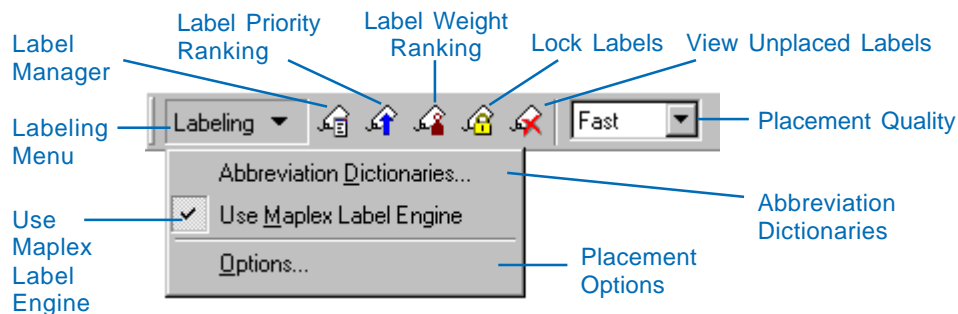 Label
Manager
Label Priority
Ranking
Label Weight
Ranking
Lock Labels
View Unplaced Labels
Labeling
Menu
Labeling
Fast
Placement Quality
Abbreviation Dictionaries...
Use Maplex Label Engine
Options...
Use
Maplex
Label
Engine
Abbreviation
Dictionaries
Placement
Options